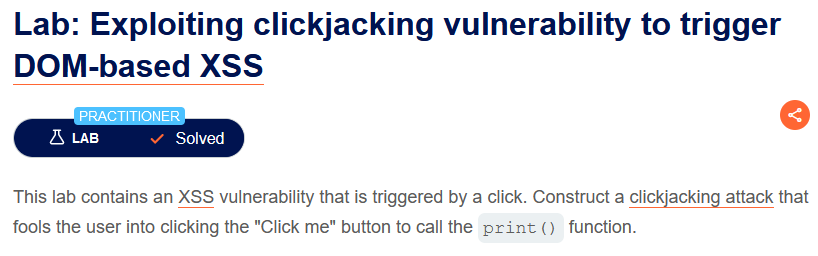 Lab: Exploiting clickjacking vulnerability to trigger
DOM-based XSS
PRACTITIONER
LAB Solved
This lab contains an XSS vulnerability that is triggered by a click. Construct a clickjacking attack that
fools the user into clicking the "Click me" button to call the print() function.